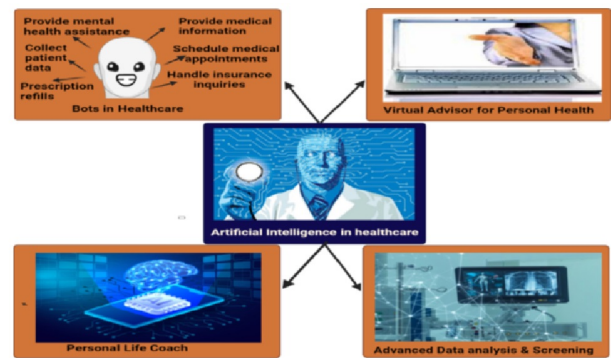 Provide mental
health assistance
Collect
patient
data
Prescription
refills
Provide medical
information
Schedule medical
appointments
Handle insurance
inquiries
Bots in Healthcare
Virtual Advisor for Personal Health
Artificial Intelligence in healthcare
Personal Life Coach
Advanced Data analysis & Screening